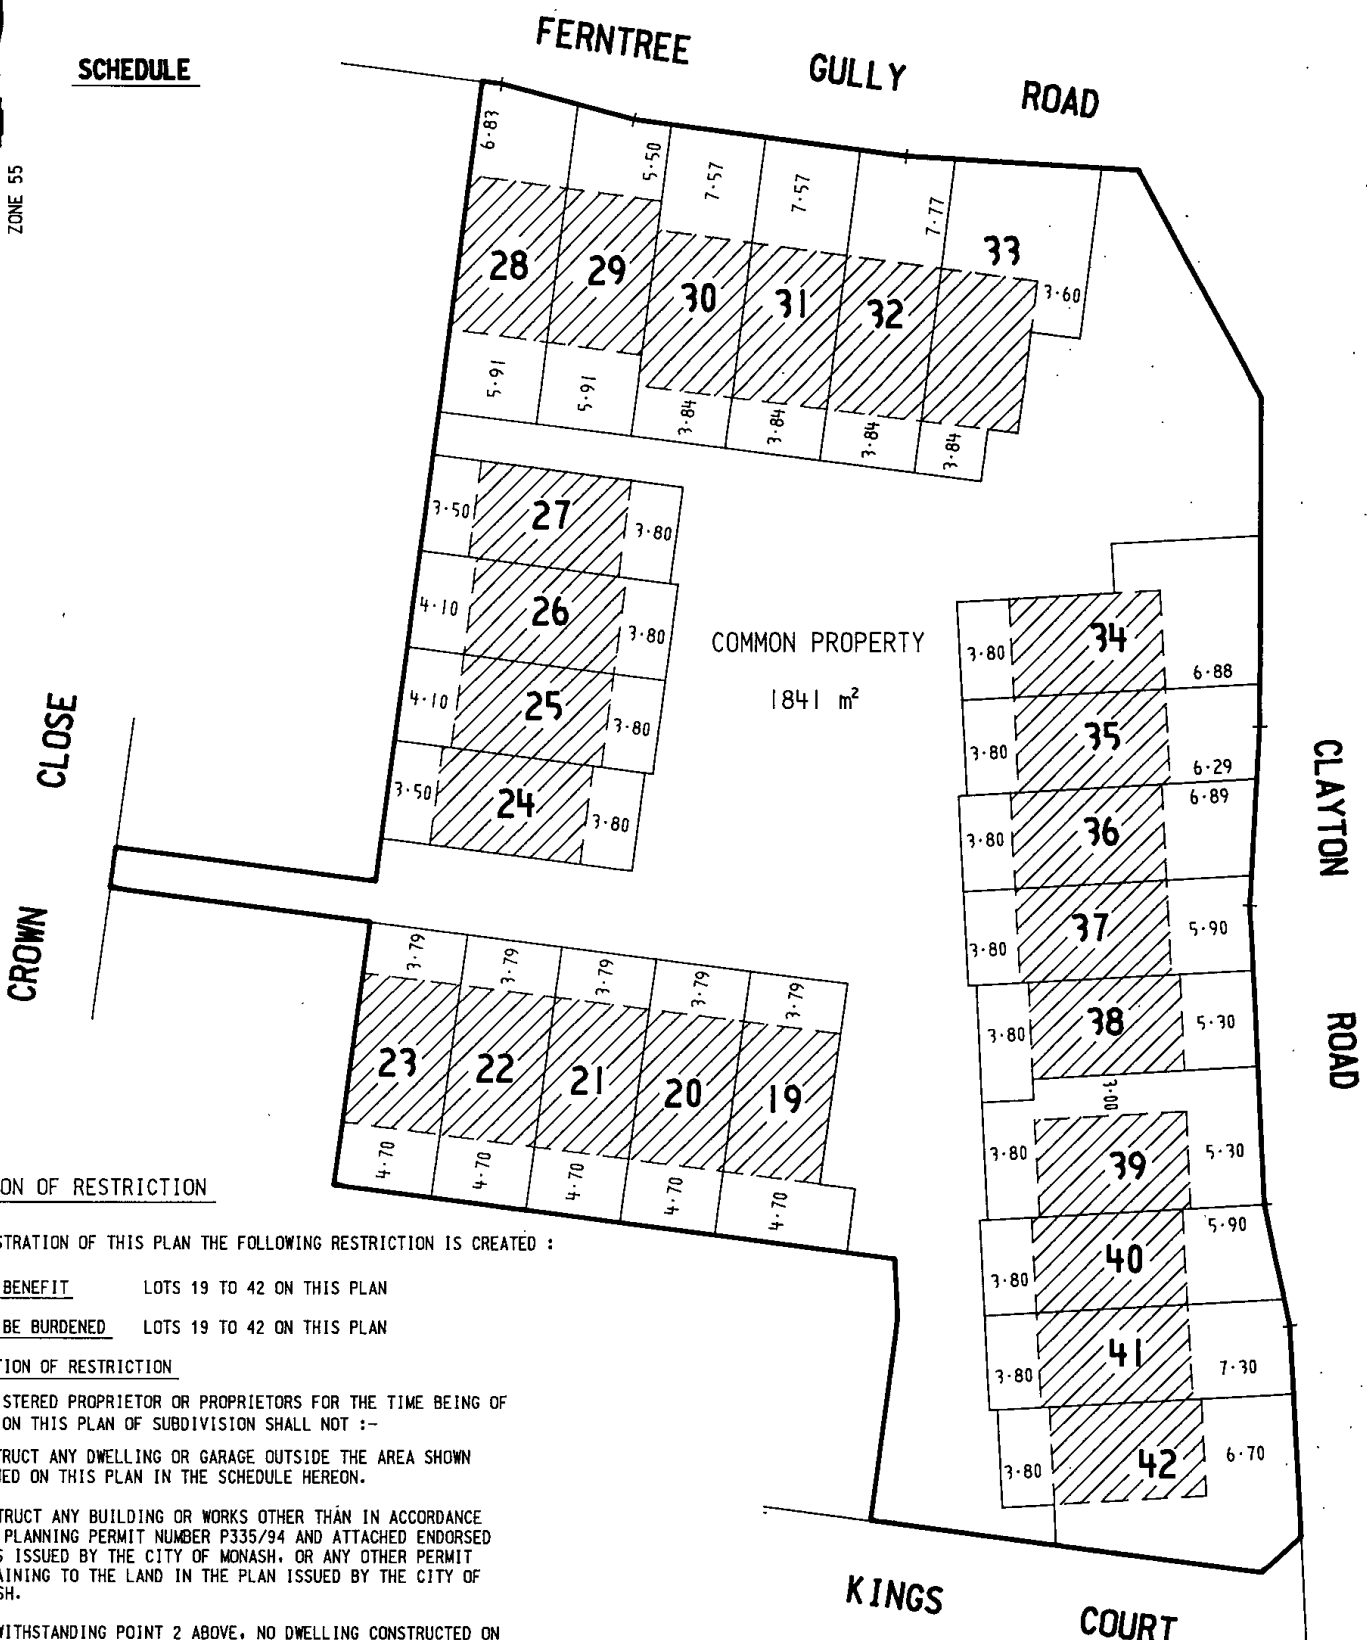 FERNTREE GULLY ROAD
SCHEDULE
ZONE 55
6·83
5·50
7·57
7·57
7·77
33
3·60
28
29
30
31
32
5·91
5·91
3·84
3·84
3·84
3·84
3·50
27
3·80
4·10
26
3·80
COMMON PROPERTY
1841 m²
4·10
25
3·80
3·50
24
3·80
3·80
34
6·88
3·80
35
6·29
6·89
3·80
36
3·80
37
5·90
3·80
38
5·30
3·00
3·80
39
5·30
5·90
3·80
40
3·80
41
7·30
3·80
42
6·70
CLOSE
CROWN
CLAYTON
ROAD
3·79
3·79
3·79
3·79
3·79
23
22
21
20
19
4·70
4·70
4·70
4·70
4·70
ON OF RESTRICTION
STRATION OF THIS PLAN THE FOLLOWING RESTRICTION IS CREATED :
BENEFIT LOTS 19 TO 42 ON THIS PLAN
BE BURDENED LOTS 19 TO 42 ON THIS PLAN
TION OF RESTRICTION
STERED PROPRIETOR OR PROPRIETORS FOR THE TIME BEING OF
ON THIS PLAN OF SUBDIVISION SHALL NOT :-
TRUCT ANY DWELLING OR GARAGE OUTSIDE THE AREA SHOWN
ED ON THIS PLAN IN THE SCHEDULE HEREON.
TRUCT ANY BUILDING OR WORKS OTHER THAN IN ACCORDANCE
PLANNING PERMIT NUMBER P335/94 AND ATTACHED ENDORSED
S ISSUED BY THE CITY OF MONASH. OR ANY OTHER PERMIT
AINING TO THE LAND IN THE PLAN ISSUED BY THE CITY OF
SH.
WITHSTANDING POINT 2 ABOVE. NO DWELLING CONSTRUCTED ON
KINGS COURT